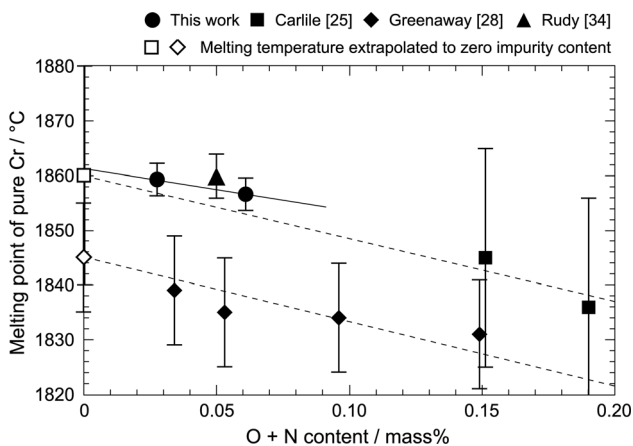 This work Carlile [25] Greenaway [28] Rudy [34]
Melting temperature extrapolated to zero impurity content
Melting point of pure Cr / °C
1880
1870
1860
1850
1840
1830
1820
0 0.05 0.10 0.15 0.20
O + N content / mass%